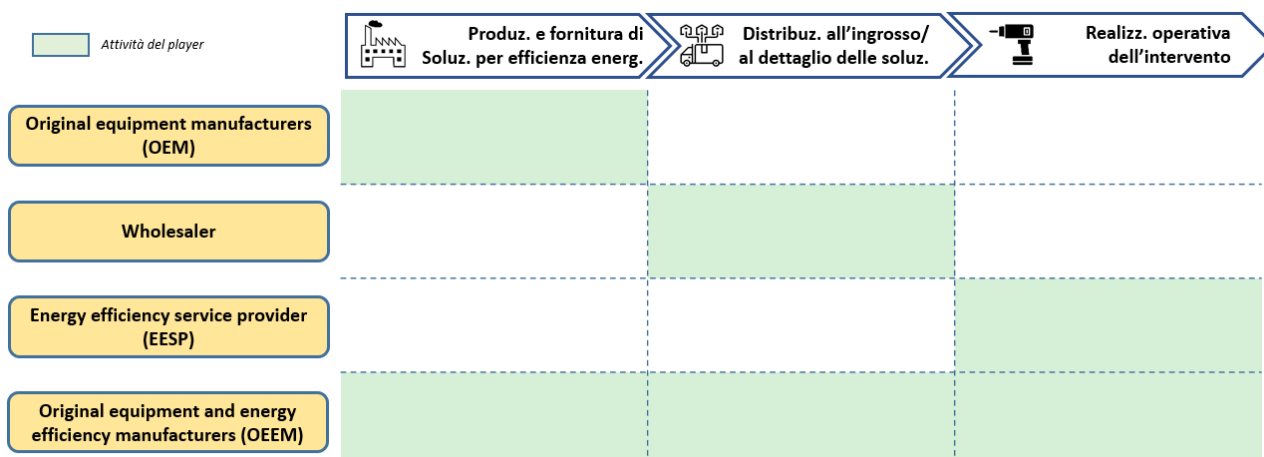 Attività del player
Produz. e fornitura di
Soluz. per efficienza energ.
Distribuz. all'ingrosso/
al dettaglio delle soluz.
Realizz. operativa
dell'intervento
Original equipment manufacturers
(OEM)
Wholesaler
Energy efficiency service provider
(EESP)
Original equipment and energy
efficiency manufacturers (OEEM)